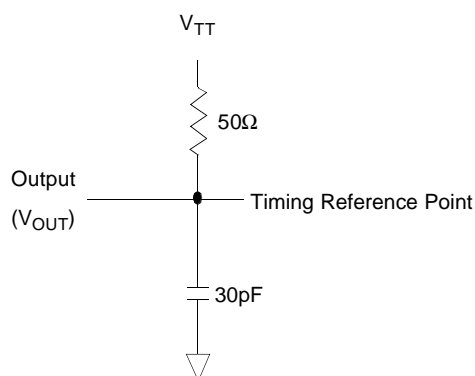 V_TT
50Ω
Output
(V_OUT)
Timing Reference Point
30pF